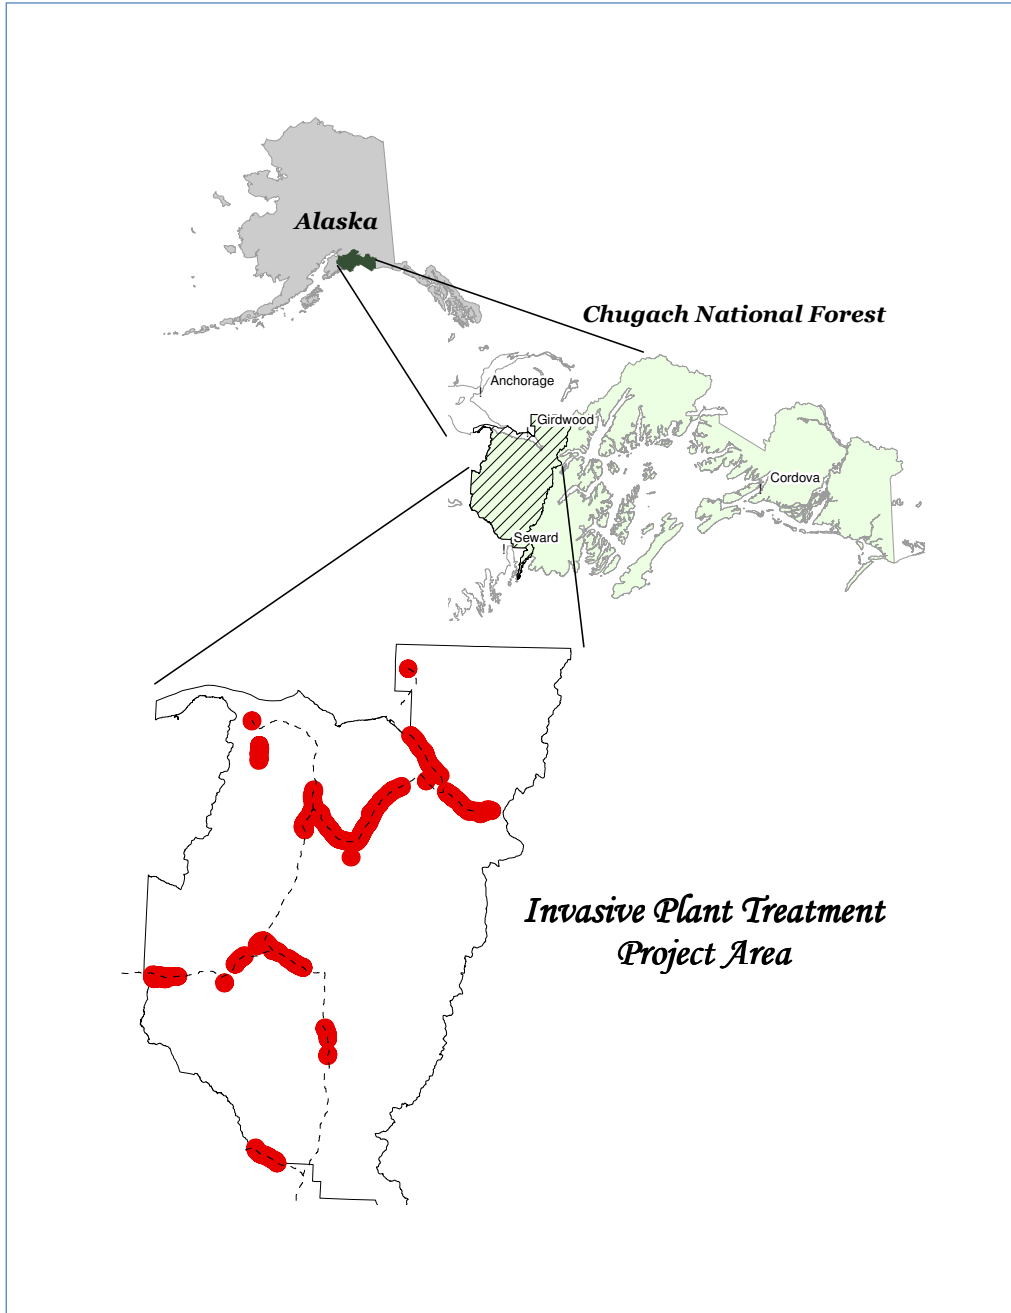 Alaska
Chugach National Forest
Anchorage
Girdwood
Cordova
Seward
Invasive Plant Treatment
Project Area